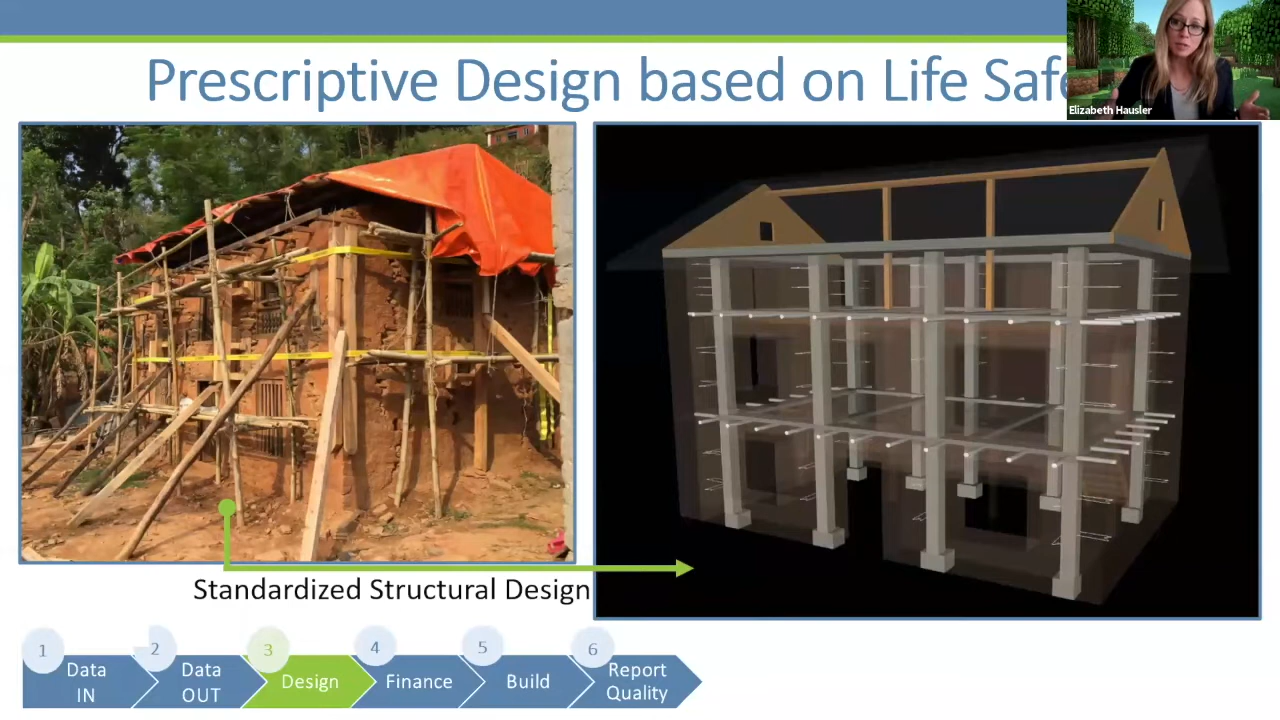 Prescriptive Design based on Life Safe
Elizabeth Hausler
Standardized Structural Design
1
Data
IN
2
Data
OUT
3
Design
4
Finance
5
Build
6
Report
Quality